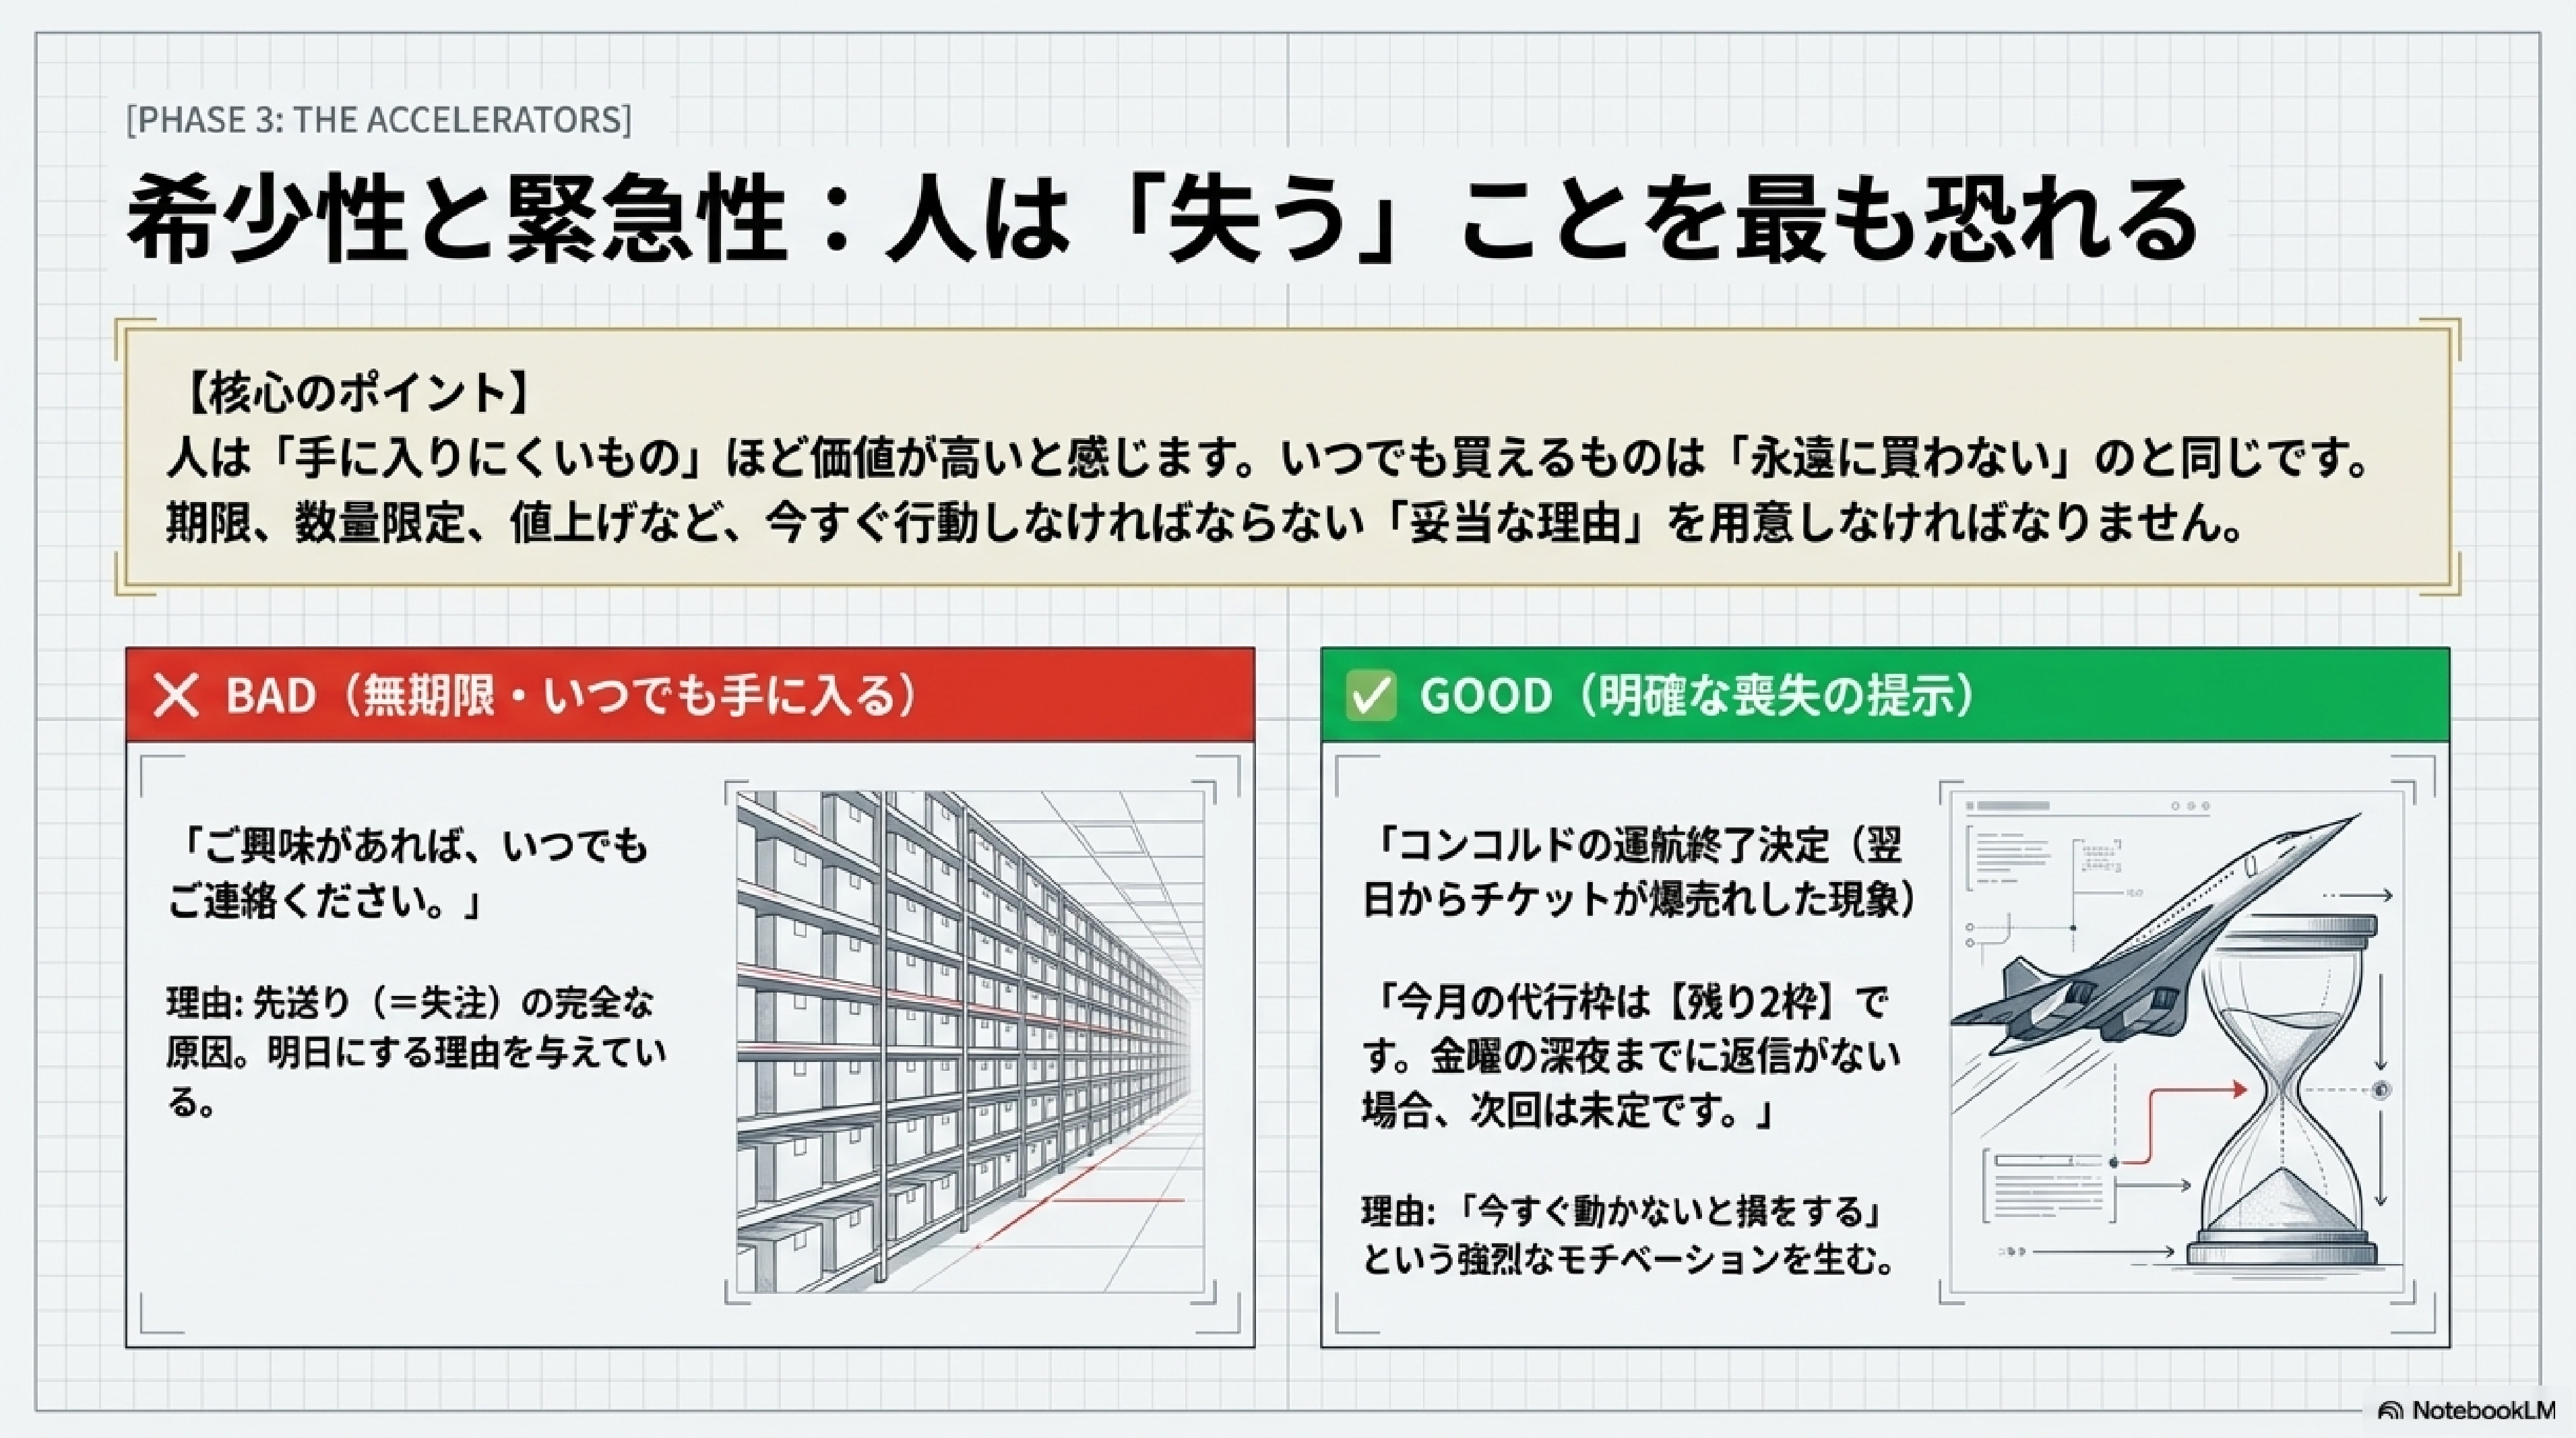 [PHASE 3: THE ACCELERATORS]
希少性と緊急性：人は「失う」ことを最も恐れる
【核心のポイント】
人は「手に入りにくいもの」ほど価値が高いと感じます。いつでも買えるものは「永遠に買わない」のと同じです。
期限、数量限定、値上げなど、今すぐ行動しなければならない「妥当な理由」を用意しなければなりません。
❌ BAD（無期限・いつでも手に入る）
「ご興味があれば、いつでも
ご連絡ください。」
理由: 先送り（＝失注）の完全な
原因。明日にする理由を与えてい
る。
✅ GOOD（明確な喪失の提示）
「コンコルドの運航終了決定（翌
日からチケットが爆売れした現象）
「今月の代行枠は【残り2枠】で
す。金曜の深夜までに返信がない
場合、次回は未定です。」
理由: 「今すぐ動かないと損をする」
という強烈なモチベーションを生む。
NotebookLM